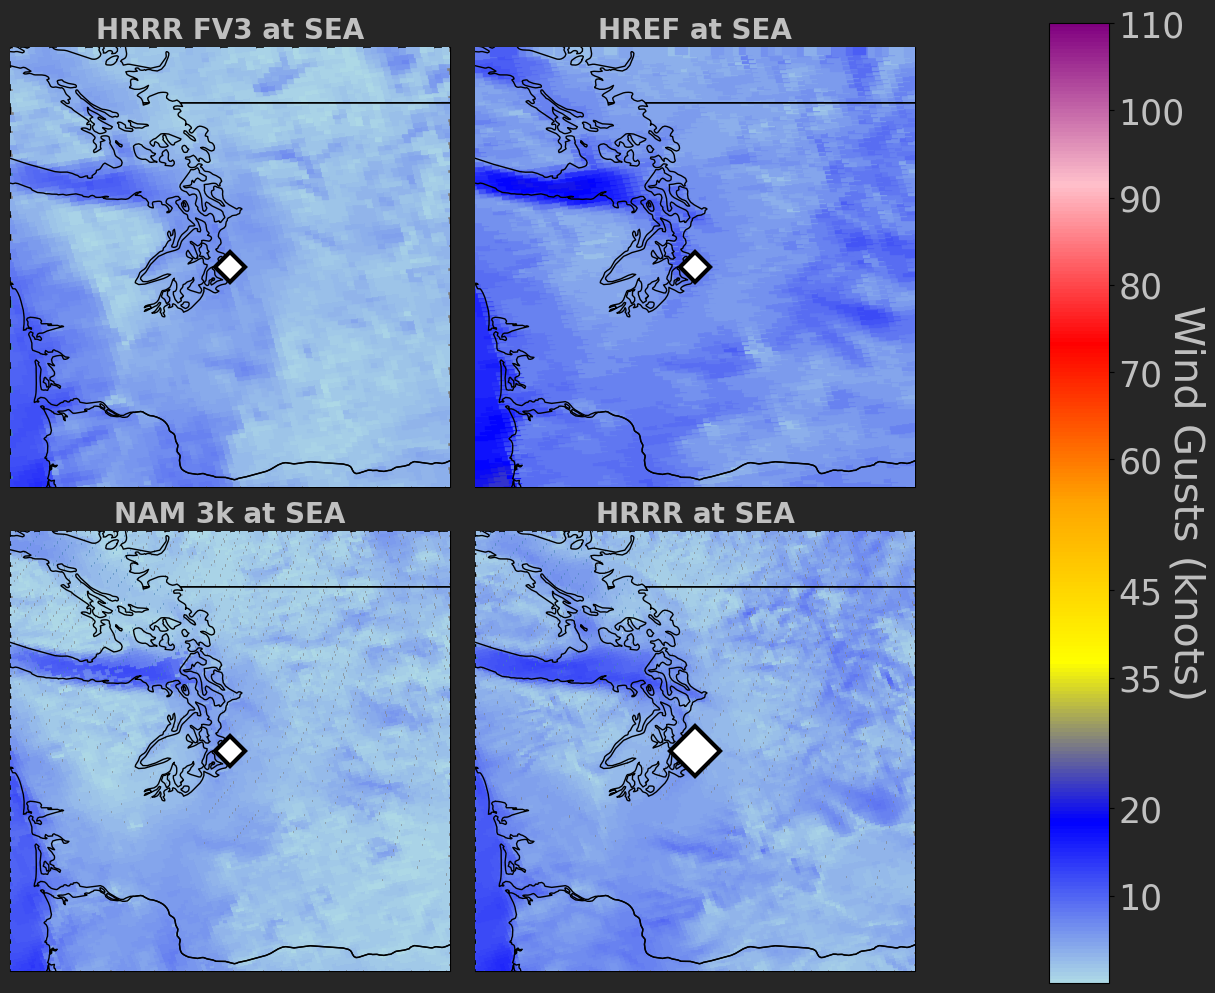 HRRR FV3 at SEA
HREF at SEA
NAM 3k at SEA
HRRR at SEA
110
100
90
80
70
60
45
35
20
10
Wind Gusts (knots)